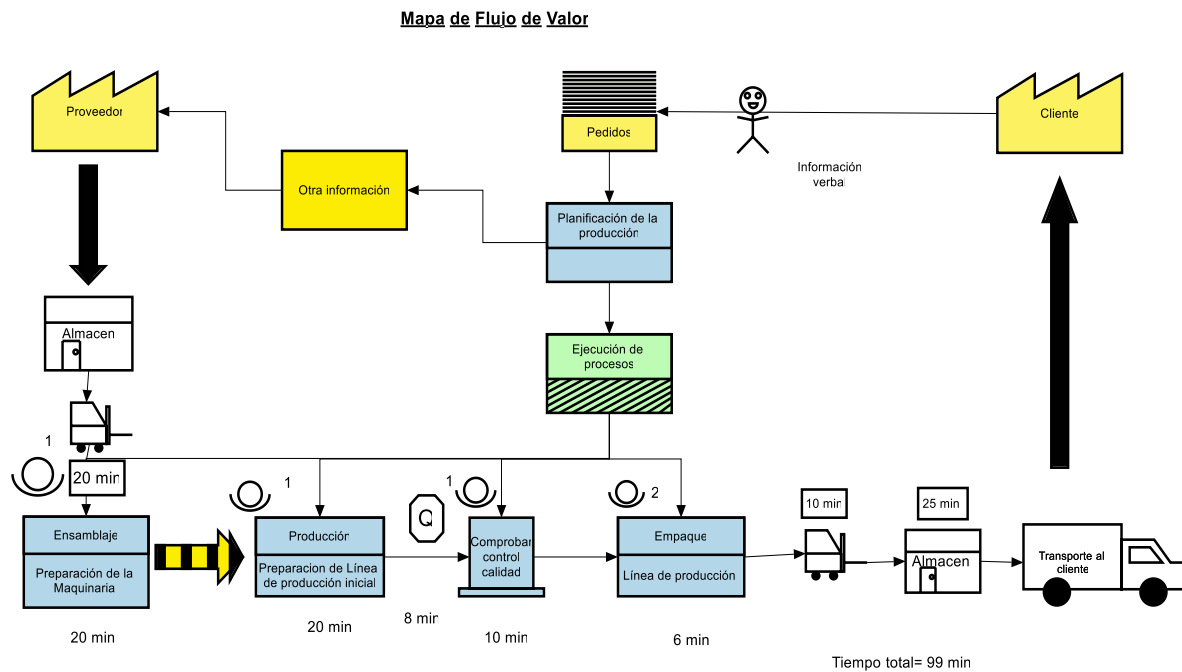 Mapa de Flujo de Valor
Proveedor
Pedidos
Cliente
Información
verbal
Otra información
Planificación de la
producción
Almacen
Ejecución de
procesos
1
20 min
1
Q
1
2
10 min
25 min
Ensamblaje
Preparación de la
Maquinaria
Producción
Preparacion de Línea
de producción inicial
Comprobar
control
calidad
Empaque
Línea de producción
Almacen
Transporte al
cliente
20 min
20 min
8 min
10 min
6 min
Tiempo total= 99 min